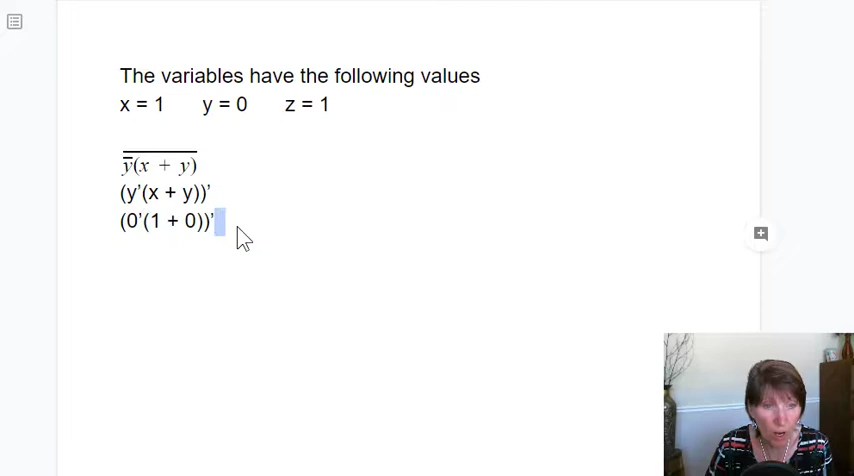 The variables have the following values
x = 1 y = 0 z = 1
y̅(x + y)̅
(y’(x + y))’
(0’(1 + 0))’